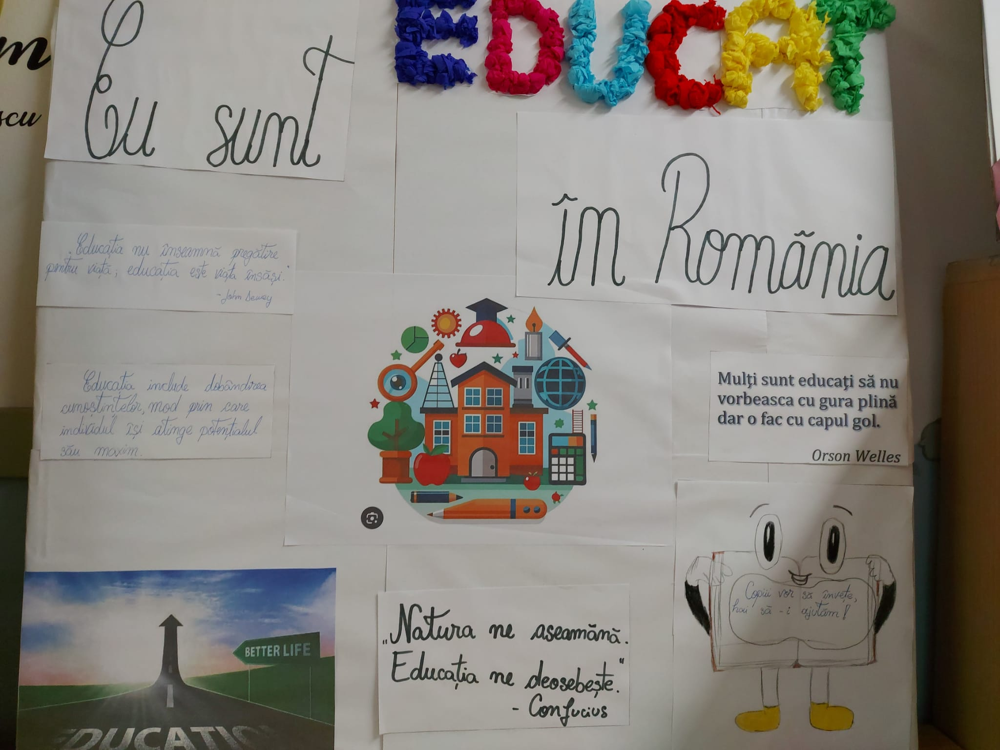 m
scu
Eu sunt
EDUCAT
în România
„Educația nu înseamnă pregătire
pentru viață; educația este viața însăși.”
- John Dewey
Educația include dobândirea
cunoștințelor, mod prin care
individul își atinge potențialul
său maxim.
Mulţi sunt educaţi să nu
vorbeasca cu gura plină
dar o fac cu capul gol.
Orson Welles
BETTER LIFE
EDUCATIO
„Natura ne aseamănă.
Educația ne deosebește.”
- Confucius
Copiii vor să învețe,
hai să-i ajutăm!